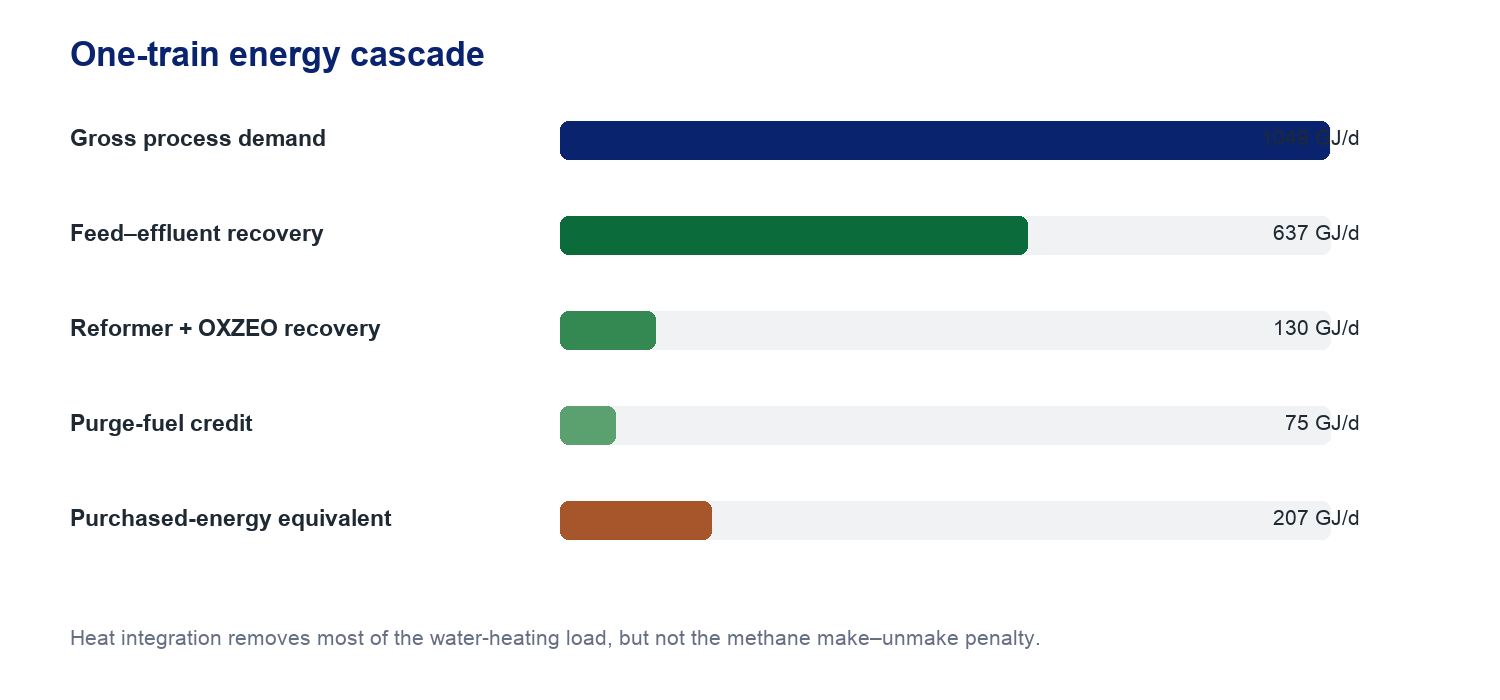 One-train energy cascade
Gross process demand
1049 GJ/d
Feed–effluent recovery
637 GJ/d
Reformer + OXZEO recovery
130 GJ/d
Purge-fuel credit
75 GJ/d
Purchased-energy equivalent
207 GJ/d
Heat integration removes most of the water-heating load, but not the methane make–unmake penalty.